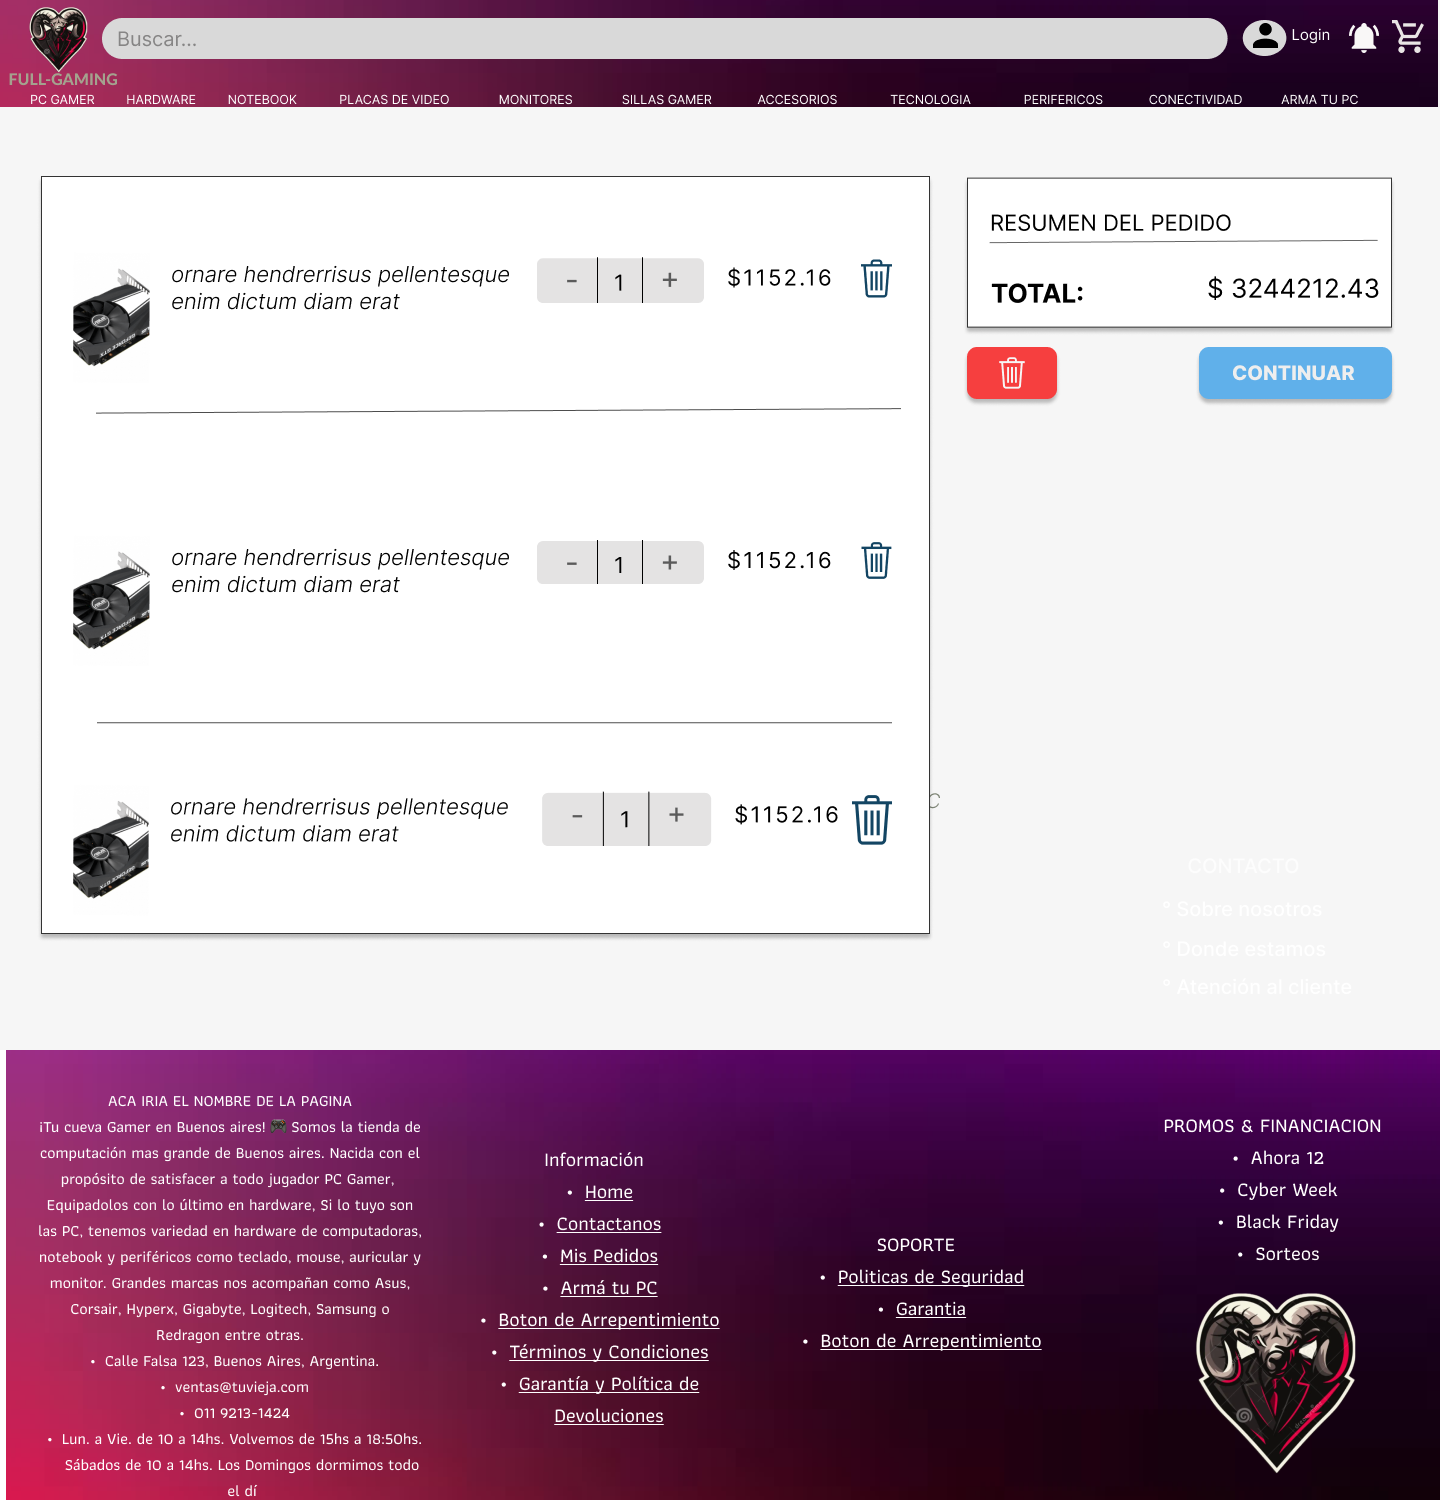 Buscar...
Login
FULL-GAMING
PC GAMER HARDWARE NOTEBOOK PLACAS DE VIDEO MONITORES SILLAS GAMER ACCESORIOS TECNOLOGIA PERIFERICOS CONECTIVIDAD ARMA TU PC
ornare hendrerrisus pellentesque
enim dictum diam erat
- 1 +
$1152.16
ornare hendrerrisus pellentesque
enim dictum diam erat
- 1 +
$1152.16
ornare hendrerrisus pellentesque
enim dictum diam erat
- 1 +
$1152.16
RESUMEN DEL PEDIDO
TOTAL: $ 3244212.43
CONTINUAR
CONTACTO
° Sobre nosotros
° Donde estamos
° Atención al cliente
ACA IRIA EL NOMBRE DE LA PAGINA
¡Tu cueva Gamer en Buenos aires! 🎮 Somos la tienda de
computación mas grande de Buenos aires. Nacida con el
propósito de satisfacer a todo jugador PC Gamer,
Equipadolos con lo último en hardware, Si lo tuyo son
las PC, tenemos variedad en hardware de computadoras,
notebook y periféricos como teclado, mouse, auricular y
monitor. Grandes marcas nos acompañan como Asus,
Corsair, Hyperx, Gigabyte, Logitech, Samsung o
Redragon entre otras.
• Calle Falsa 123, Buenos Aires, Argentina.
• ventas@tuvieja.com
• 011 9213-1424
• Lun. a Vie. de 10 a 14hs. Volvemos de 15hs a 18:50hs.
Sábados de 10 a 14hs. Los Domingos dormimos todo
el dí
Información
• Home
• Contactanos
• Mis Pedidos
• Armá tu PC
• Boton de Arrepentimiento
• Términos y Condiciones
• Garantía y Política de
Devoluciones
SOPORTE
• Politicas de Seguridad
• Garantia
• Boton de Arrepentimiento
PROMOS & FINANCIACION
• Ahora 12
• Cyber Week
• Black Friday
• Sorteos